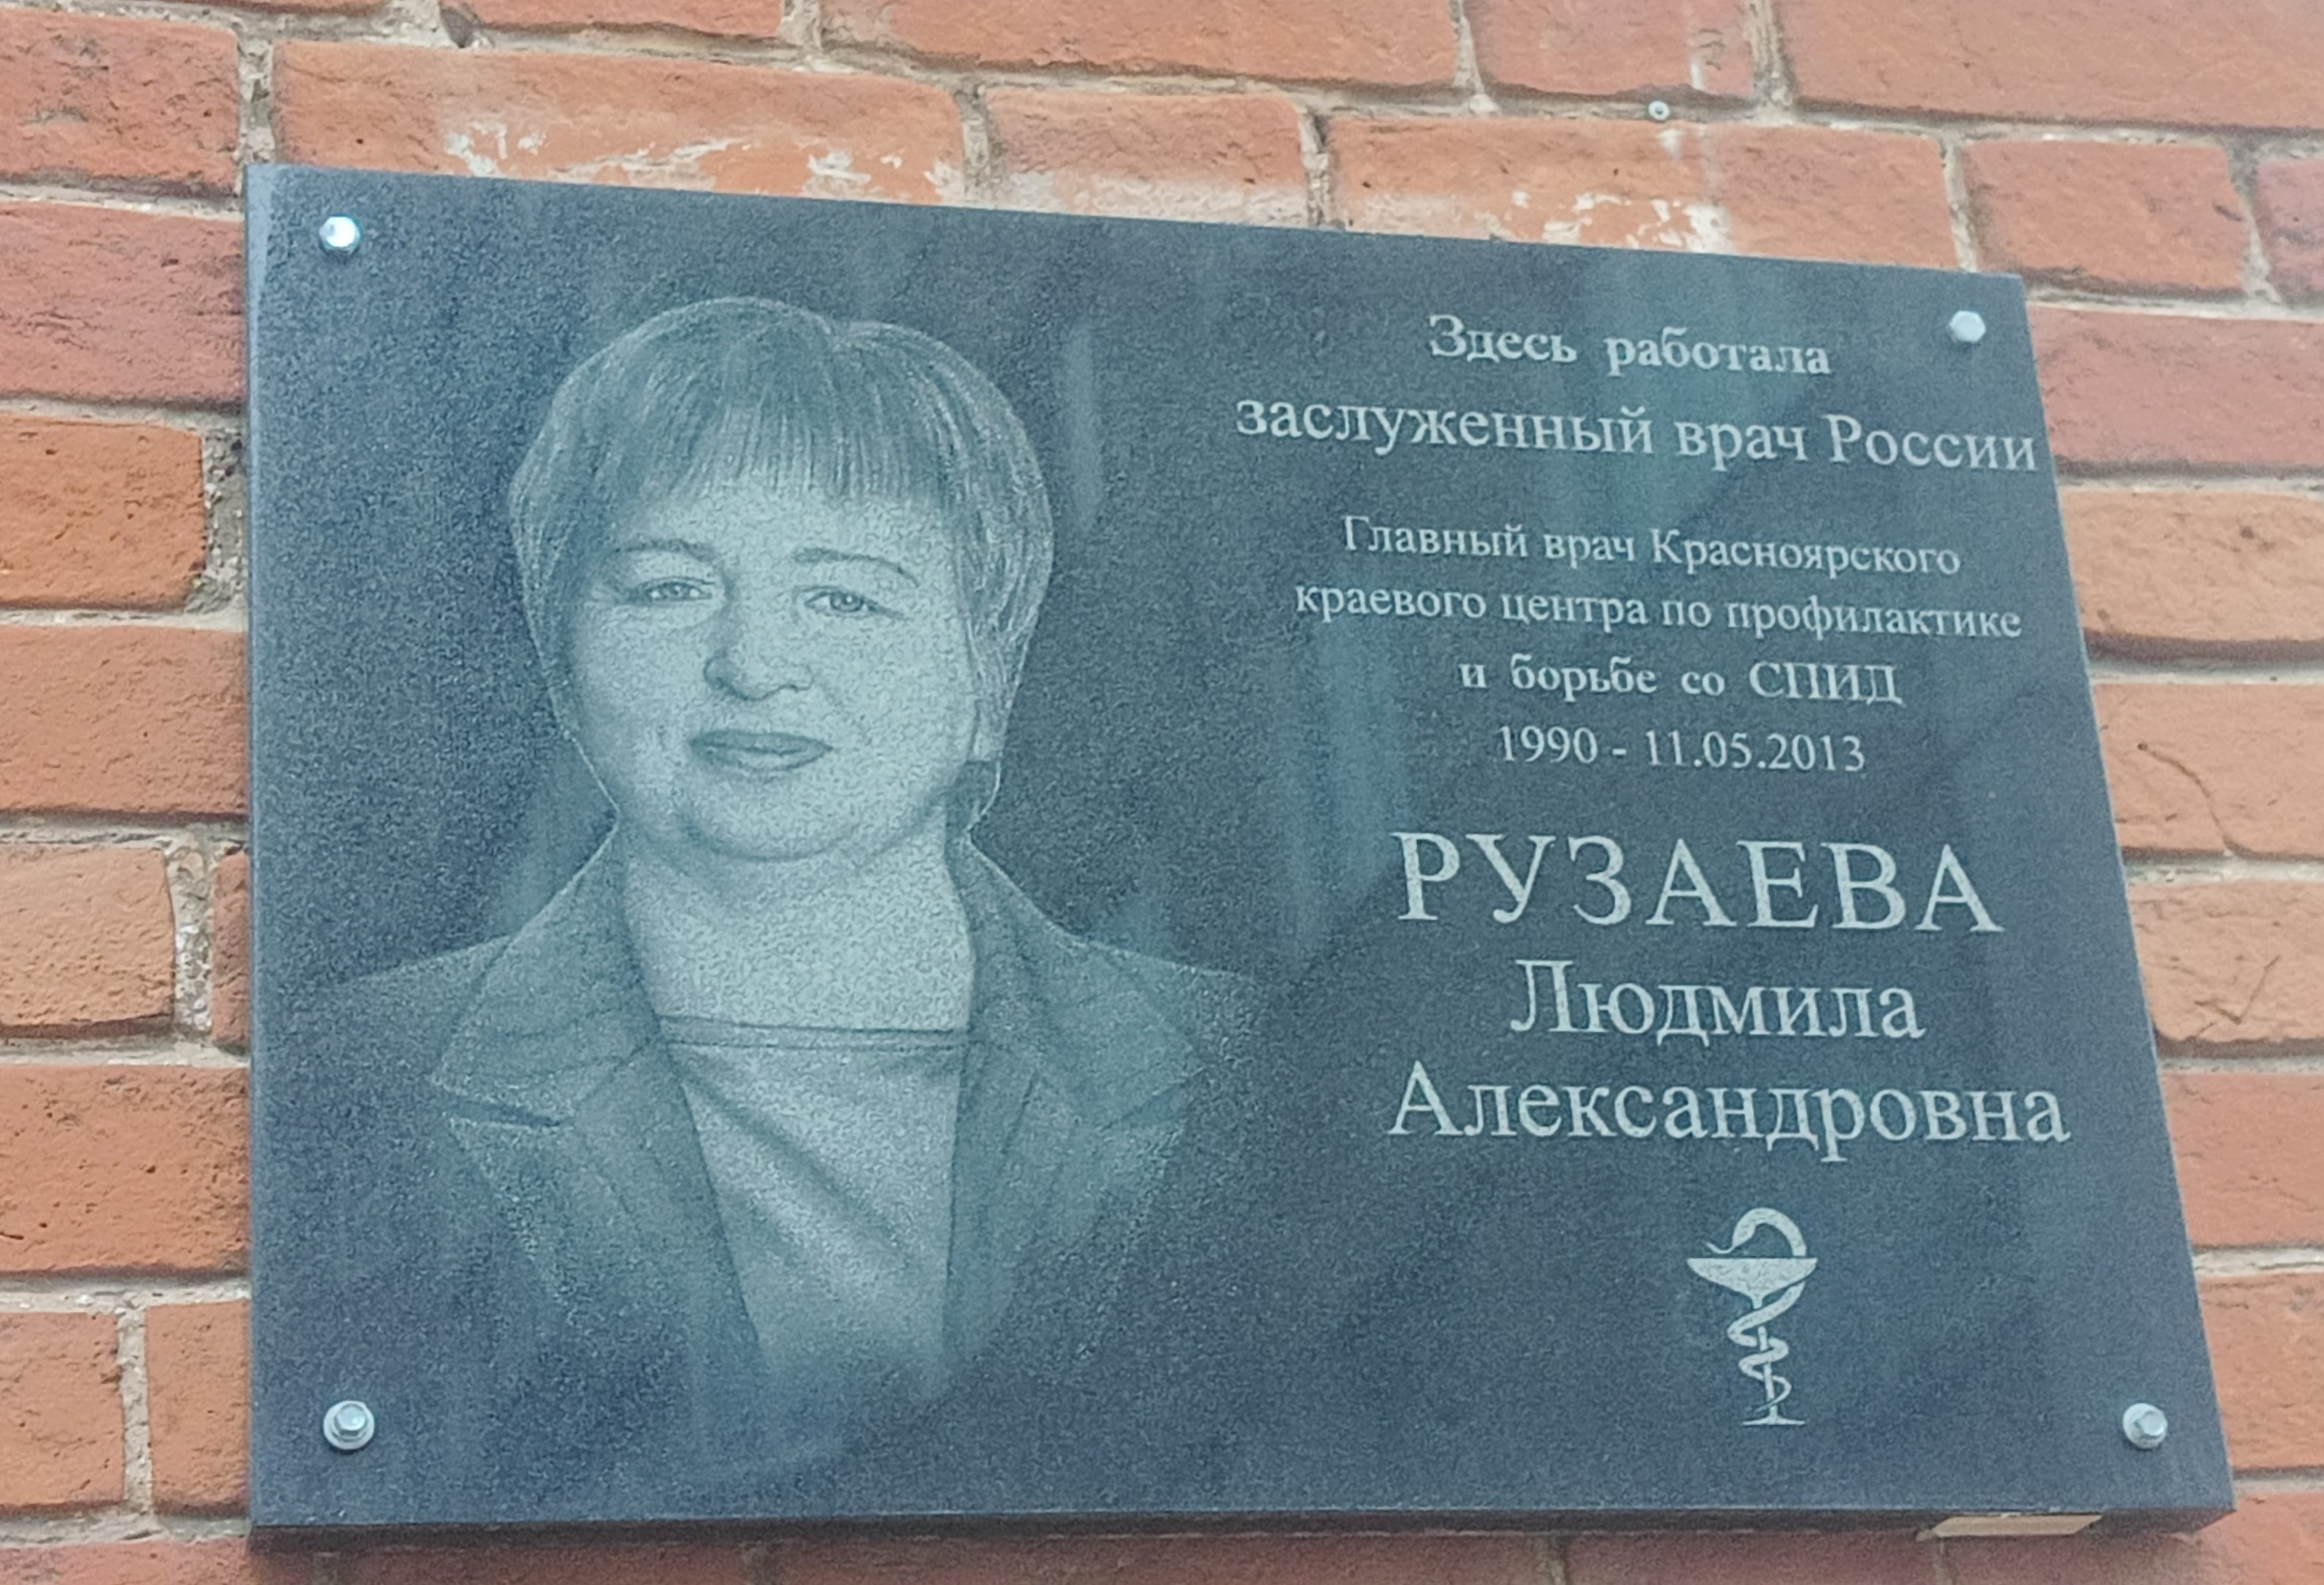 Здесь работала
заслуженный врач России
Главный врач Красноярского
краевого центра по профилактике
и борьбе со СПИД
1990 - 11.05.2013
РУЗАЕВА
Людмила
Александровна